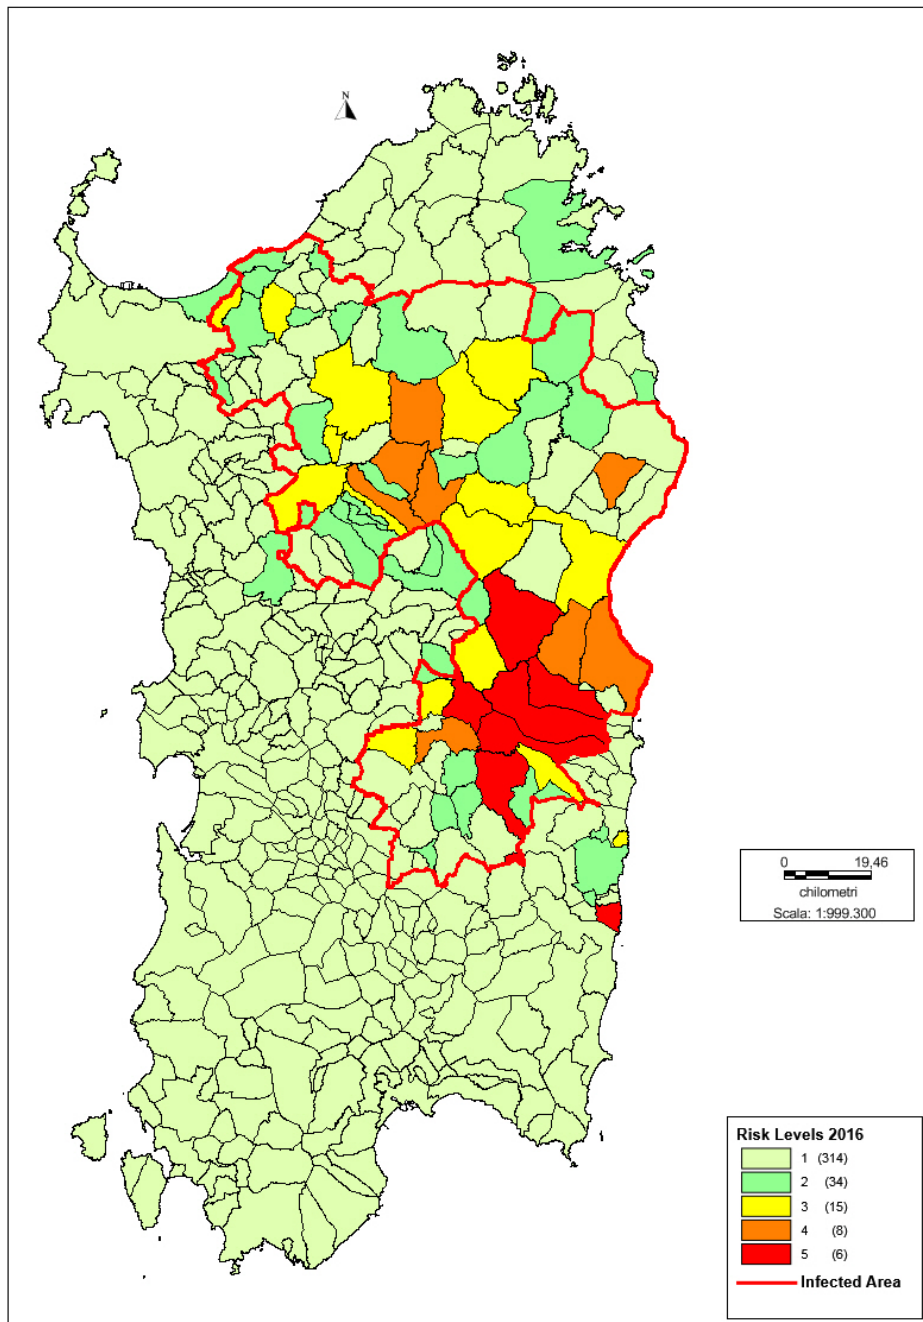 N
0 19,46
chilometri
Scala: 1:999.300
Risk Levels 2016
1 (314)
2 (34)
3 (15)
4 (8)
5 (6)
Infected Area